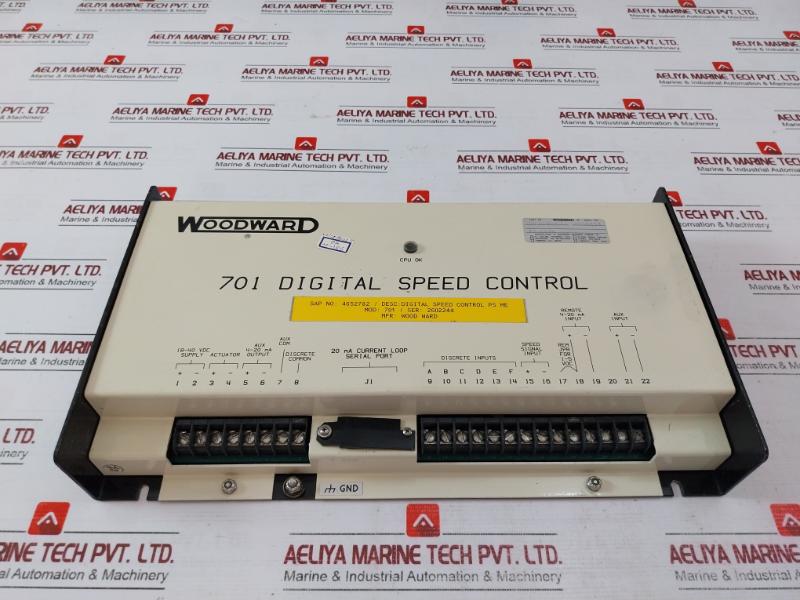 AELIYA MARINE TECH PVT. LTD.
Marine & Industrial Automation & Machinery
WOODWARD
CPU OK
701 DIGITAL SPEED CONTROL
SAP NO: 4652762 / DESC: DIGITAL SPEED CONTROL PS ME
MOD: 701 / SER: 2002244
MFR: WOOD WARD
18-40 VDC SUPPLY
ACTUATOR
AUX 4-20 mA OUTPUT
AUX COM
DISCRETE COMMON
20 mA CURRENT LOOP
SERIAL PORT
J1
DISCRETE INPUTS
A B C D E F
SPEED SIGNAL INPUT
REMOTE 4-20 mA INPUT
AUX INPUT
+ - + - + -
1 2 3 4 5 6 7 8
+ - + - + -
9 10 11 12 13 14 15 16 17 18 19 20 21 22
GND
AELIYA MARINE TECH PVT. LTD.
Marine & Industrial Automation & Machinery